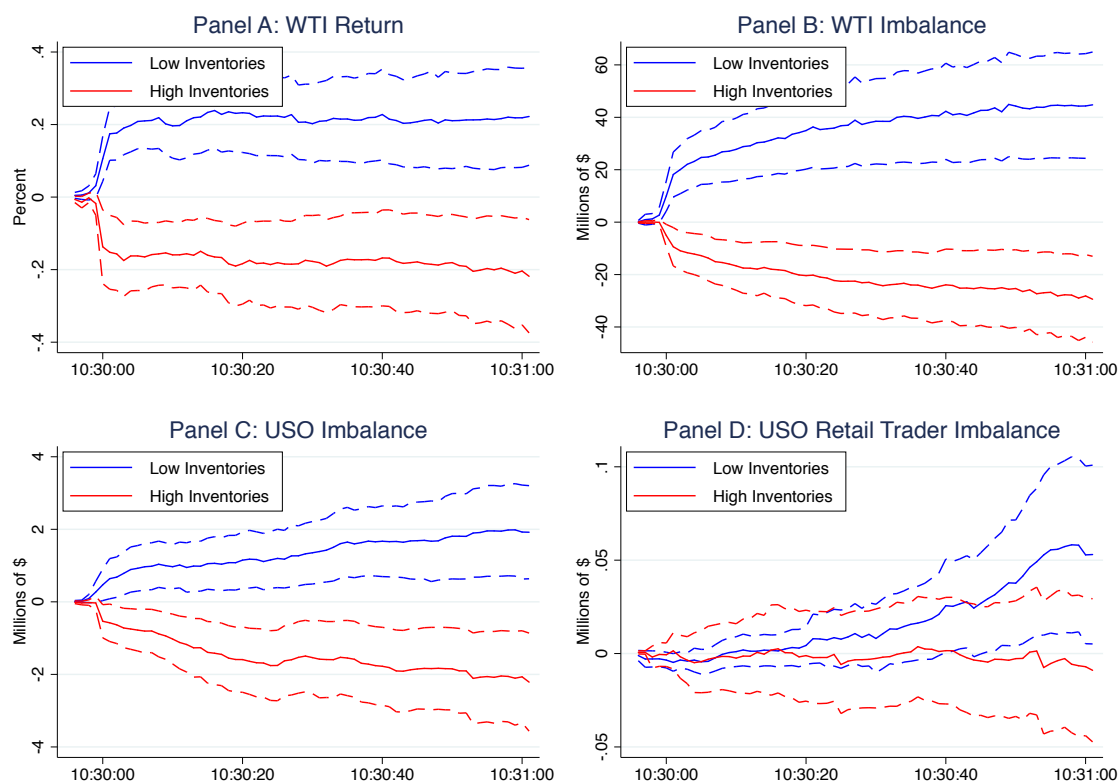 Panel A: WTI Return
Low Inventories
High Inventories
Percent
.4
.2
0
-.2
-.4
10:30:00 10:30:20 10:30:40 10:31:00
Panel B: WTI Imbalance
Low Inventories
High Inventories
Millions of $
60
40
20
0
-20
-40
10:30:00 10:30:20 10:30:40 10:31:00
Panel C: USO Imbalance
Low Inventories
High Inventories
Millions of $
4
2
0
-2
-4
10:30:00 10:30:20 10:30:40 10:31:00
Panel D: USO Retail Trader Imbalance
Low Inventories
High Inventories
Millions of $
.1
.05
0
-.05
10:30:00 10:30:20 10:30:40 10:31:00